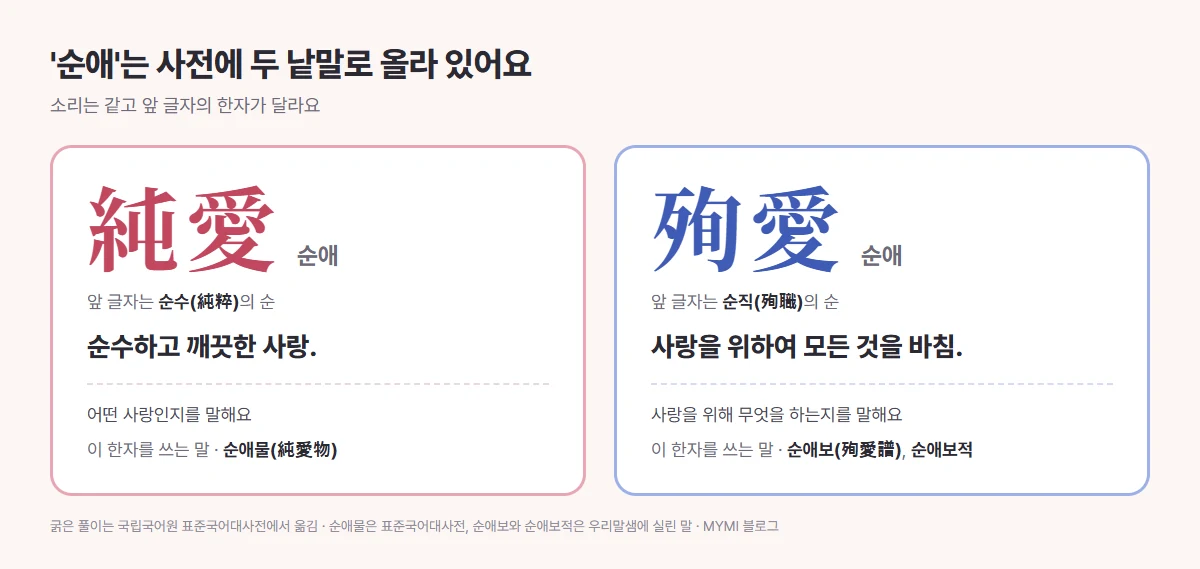 '순애'는 사전에 두 낱말로 올라 있어요
소리는 같고 앞 글자의 한자가 달라요
純愛 순애
앞 글자는 순수(純粹)의 순
순수하고 깨끗한 사랑.
어떤 사랑인지를 말해요
이 한자를 쓰는 말 · 순애물(純愛物)
殉愛 순애
앞 글자는 순직(殉職)의 순
사랑을 위하여 모든 것을 바침.
사랑을 위해 무엇을 하는지를 말해요
이 한자를 쓰는 말 · 순애보(殉愛譜), 순애보적
굵은 풀이는 국립국어원 표준국어대사전에서 옮김 · 순애물은 표준국어대사전, 순애보와 순애보적은 우리말샘에 실린 말 · MYMI 블로그